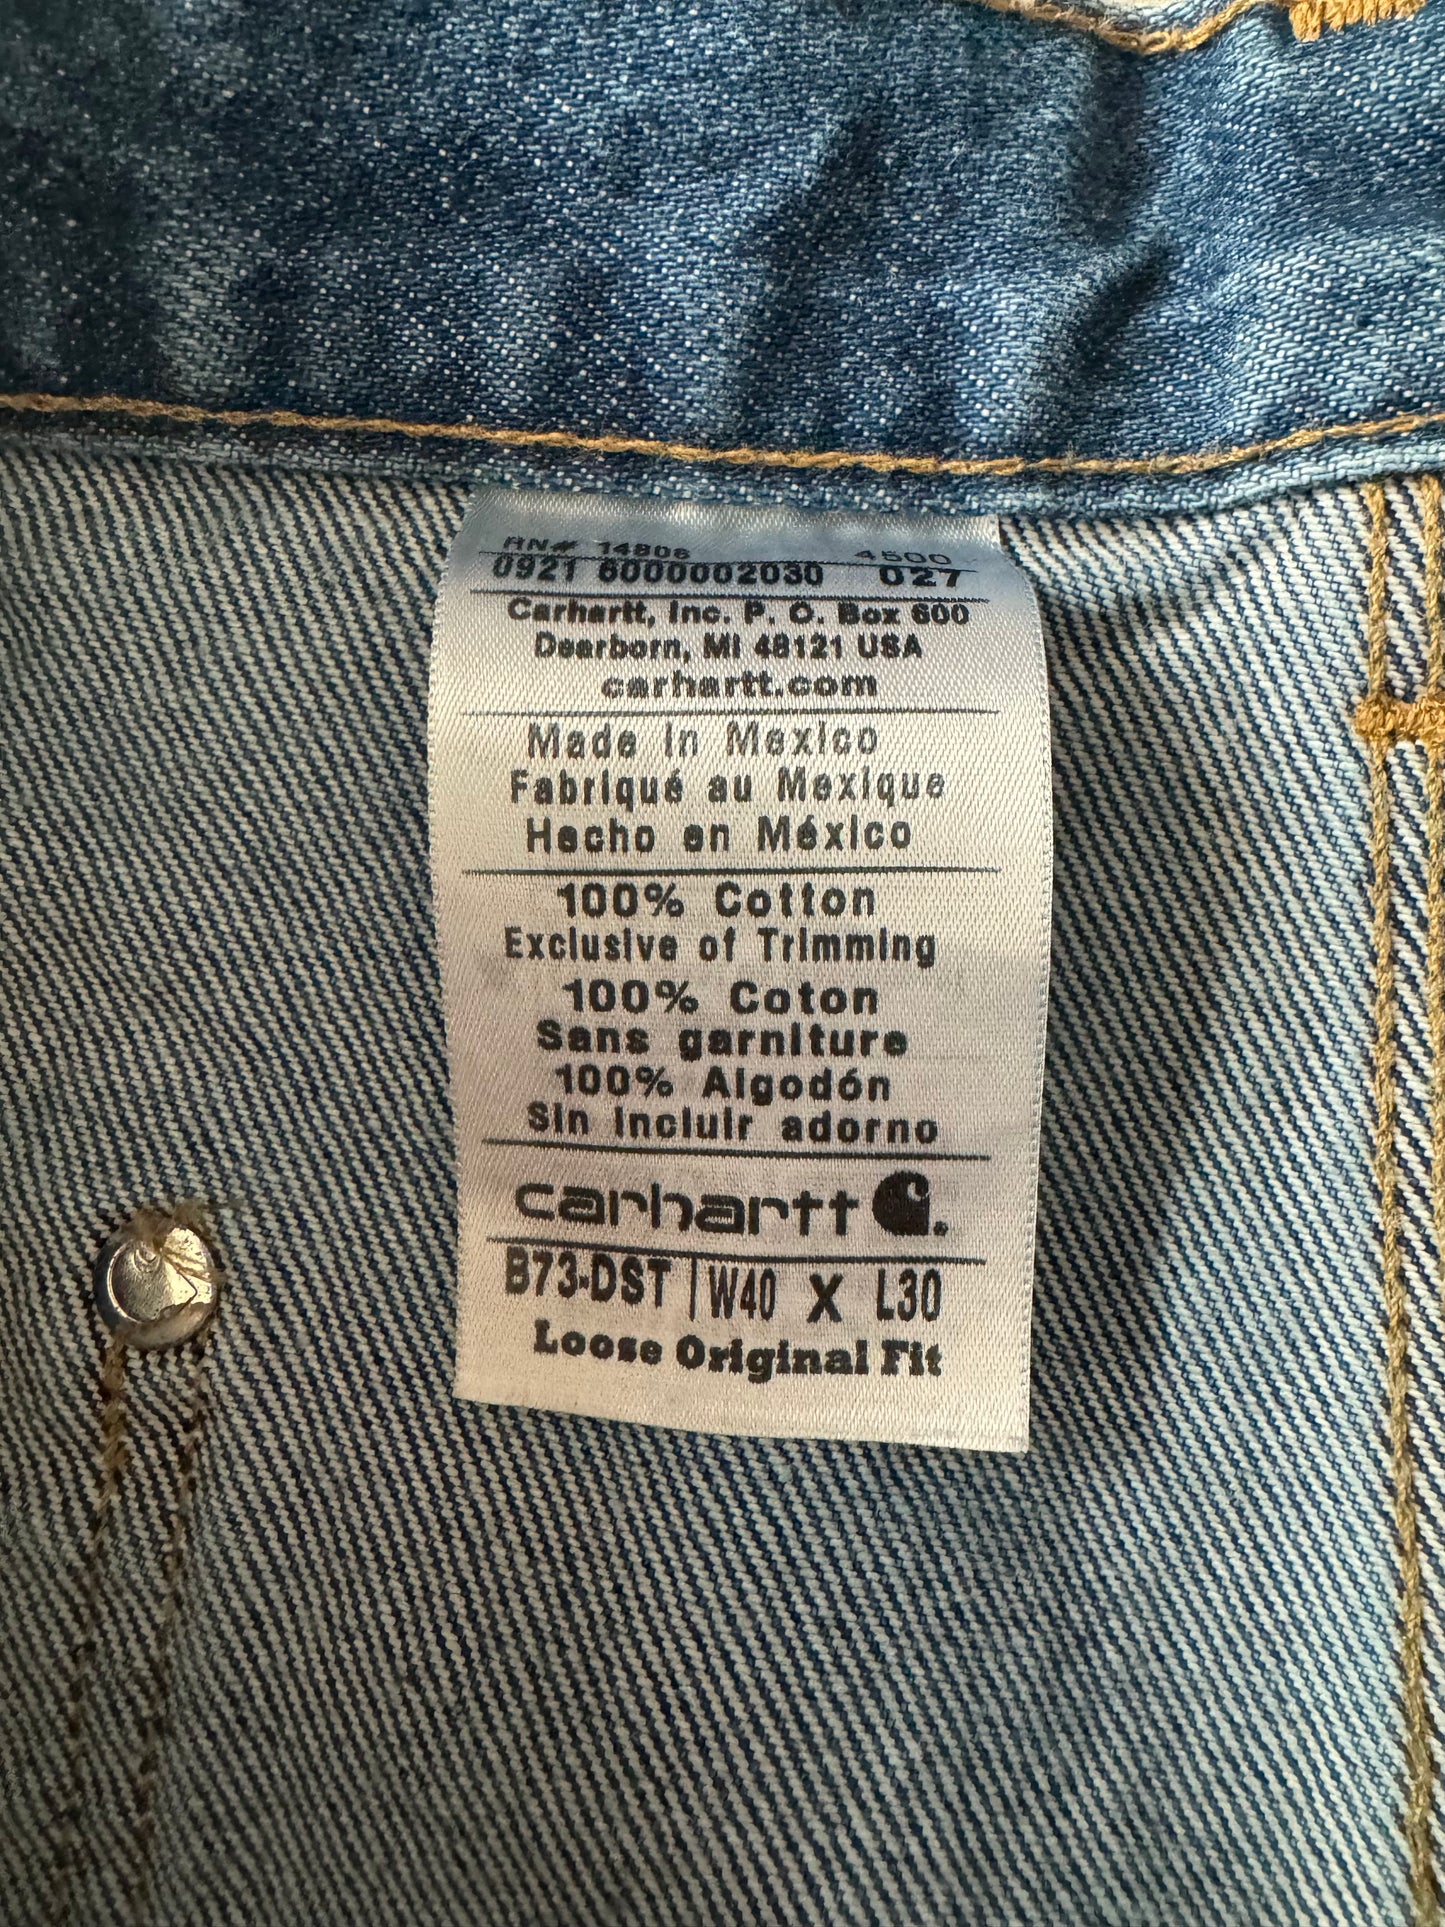 RN# 14806 4500
0921 6000002030 027
Carhartt, Inc. P. O. Box 600
Dearborn, MI 48121 USA
carhartt.com
Made in Mexico
Fabriqué au Mexique
Hecho en México
100% Cotton
Exclusive of Trimming
100% Coton
Sans garniture
100% Algodón
Sin incluir adorno
carhartt
B73-DST | W40 X L30
Loose Original Fit